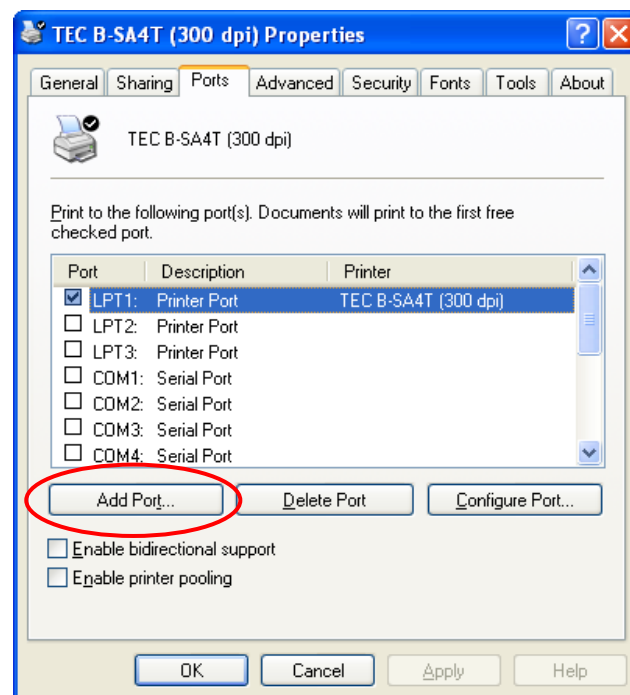 TEC B-SA4T (300 dpi) Properties
General Sharing Ports Advanced Security Fonts Tools About
TEC B-SA4T (300 dpi)
Print to the following port(s). Documents will print to the first free
checked port.
Port Description Printer
LPT1: Printer Port TEC B-SA4T (300 dpi)
LPT2: Printer Port
LPT3: Printer Port
COM1: Serial Port
COM2: Serial Port
COM3: Serial Port
COM4: Serial Port
Add Port... Delete Port Configure Port...
Enable bidirectional support
Enable printer pooling
OK Cancel Apply Help